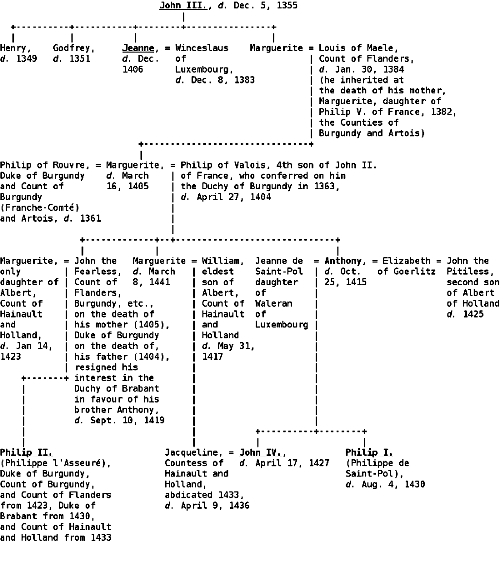 John III., d. Dec. 5, 1355
Henry,
d. 1349
Godfrey,
d. 1351
Jeanne, = Winceslaus
d. Dec. of
1406 Luxembourg,
d. Dec. 8, 1383
Marguerite = Louis of Maele,
Count of Flanders,
d. Jan. 30, 1384
(he inherited at
the death of his mother,
Marguerite, daughter of
Philip V. of France, 1382,
the Counties of
Burgundy and Artois)
Philip of Rouvre, = Marguerite, = Philip of Valois, 4th son of John II.
Duke of Burgundy d. March of France, who conferred on hin
and Count of 16, 1405 the Duchy of Burgundy in 1363,
Burgundy d. April 27, 1404
(Franche-Comté)
and Artois, d. 1361
Marguerite, = John the
only Fearless,
daughter of Count of
Albert, Flanders,
Count of Burgundy, etc.,
Hainault on the death of
and his mother (1405),
Holland, Duke of Burgundy
d. Jan 14, on the death of,
1423 his father (1404),
resigned his
interest in the
Duchy of Brabant
in favour of his
brother Anthony,
d. Sept. 10, 1419
Marguerite = William,
d. March eldest
8, 1441 son of
Albert,
Count of
Hainault
and
Holland
d. May 31,
1417
Jeanne de = Anthony, = Elizabeth = John the
Saint-Pol d. Oct. of Goerlitz Pitiless,
daughter 25, 1415 second son
of of Albert
Count of Holland
Waleran d. 1425
of
Luxembourg
Philip II.
(Philippe l'Asseuré),
Duke of Burgundy,
Count of Burgundy,
and Count of Flanders
from 1423, Duke of
Brabant from 1430,
and Count of Hainault
and Holland from 1433
Jacqueline, = John IV.,
Countess of d. April 17, 1427
Hainault and
Holland,
abdicated 1433,
d. April 9, 1436
Philip I.
(Philippe de
Saint-Pol),
d. Aug. 4, 1430